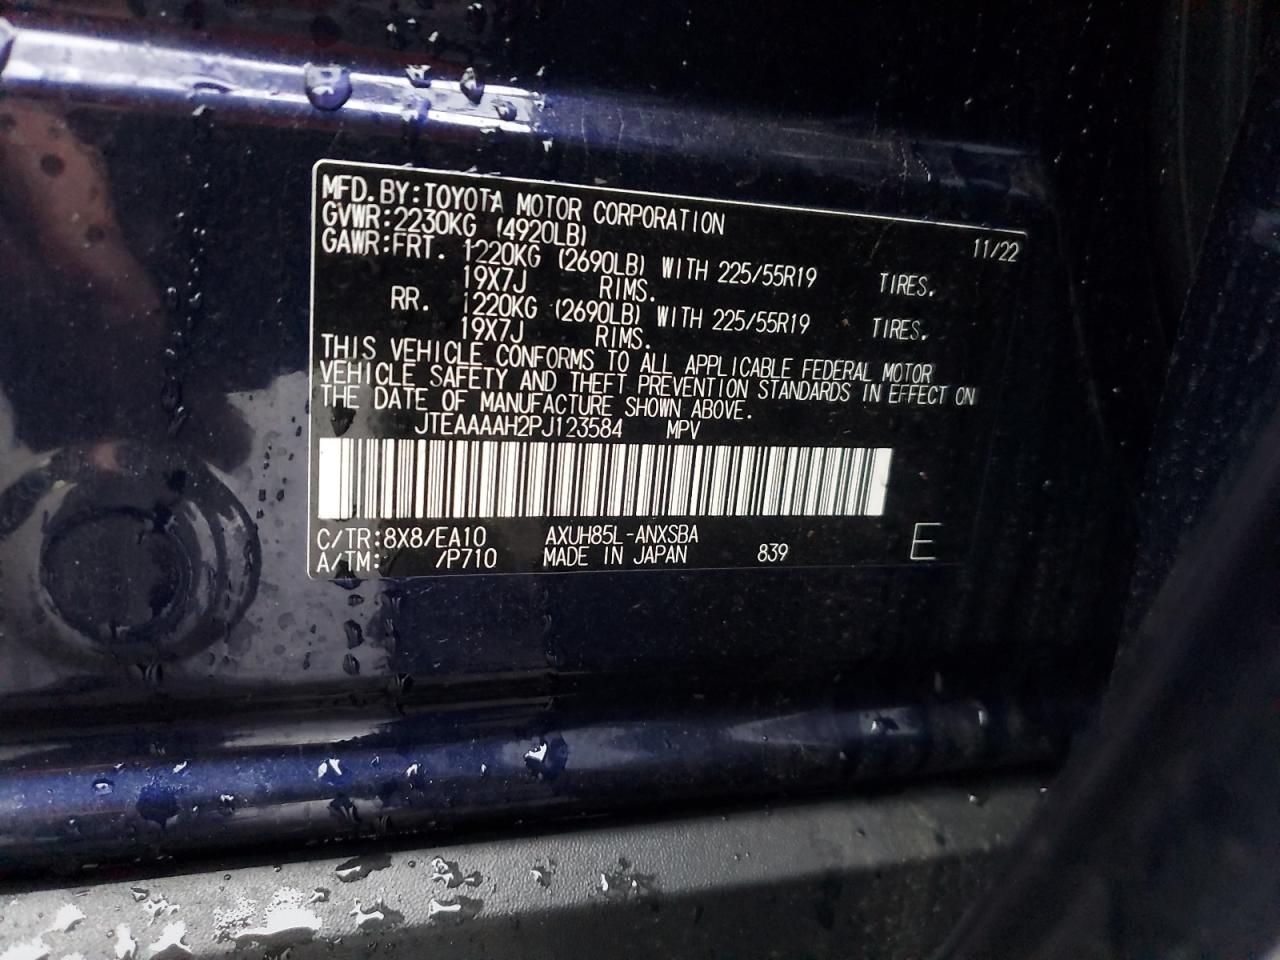 MFD. BY: TOYOTA MOTOR CORPORATION 11/22
GVWR: 2230KG (4920LB)
GAWR: FRT. 1220KG (2690LB) WITH 225/55R19 TIRES.
19X7J RIMS.
RR. 1220KG (2690LB) WITH 225/55R19 TIRES.
19X7J RIMS.
THIS VEHICLE CONFORMS TO ALL APPLICABLE FEDERAL MOTOR
VEHICLE SAFETY AND THEFT PREVENTION STANDARDS IN EFFECT ON
THE DATE OF MANUFACTURE SHOWN ABOVE.
JTEAAAAH2PJ123584 MPV
C/TR: 8X8/EA10 AXUH85L-ANXSBA
A/TM: /P710 MADE IN JAPAN 839 E